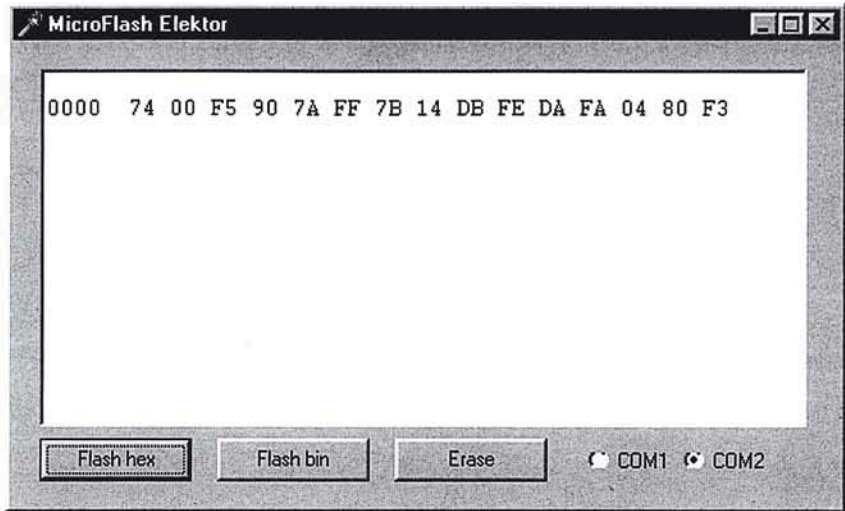 MicroFlash Elektor
0000 74 00 F5 90 7A FF 7B 14 DB FE DA FA 04 80 F3
Flash hex Flash bin Erase COM1 COM2